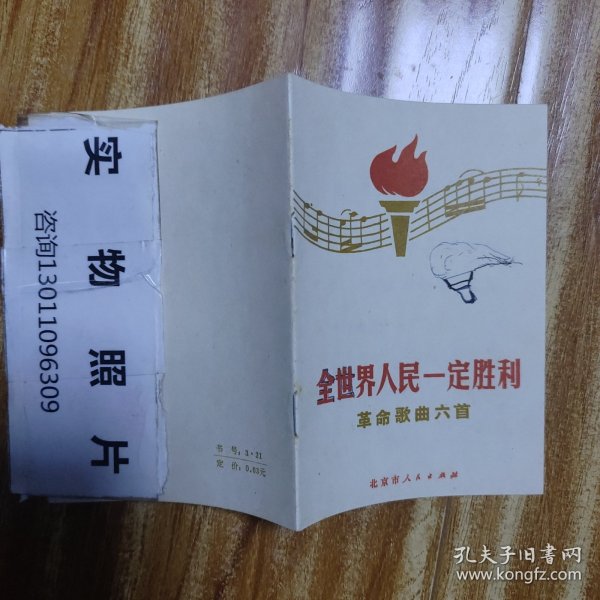 实物照片
咨询13011096309
全世界人民一定胜利
革命歌曲六首
北京市人民出版社
书号：3·21
定价：0.03元
孔夫子旧书网
www.kongfz.com